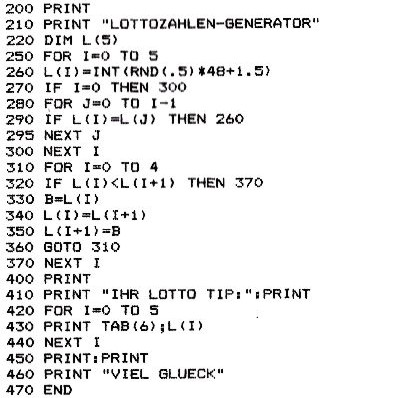 200 PRINT
210 PRINT "LOTTOZAHLEN-GENERATOR"
220 DIM L(5)
250 FOR I=0 TO 5
260 L(I)=INT(RND(.5)*48+1.5)
270 IF I=0 THEN 300
280 FOR J=0 TO I-1
290 IF L(I)=L(J) THEN 260
295 NEXT J
300 NEXT I
310 FOR I=0 TO 4
320 IF L(I)<L(I+1) THEN 370
330 B=L(I)
340 L(I)=L(I+1)
350 L(I+1)=B
360 GOTO 310
370 NEXT I
400 PRINT
410 PRINT "IHR LOTTO TIP:":PRINT
420 FOR I=0 TO 5
430 PRINT TAB(6);L(I)
440 NEXT I
450 PRINT:PRINT
460 PRINT "VIEL GLUECK"
470 END